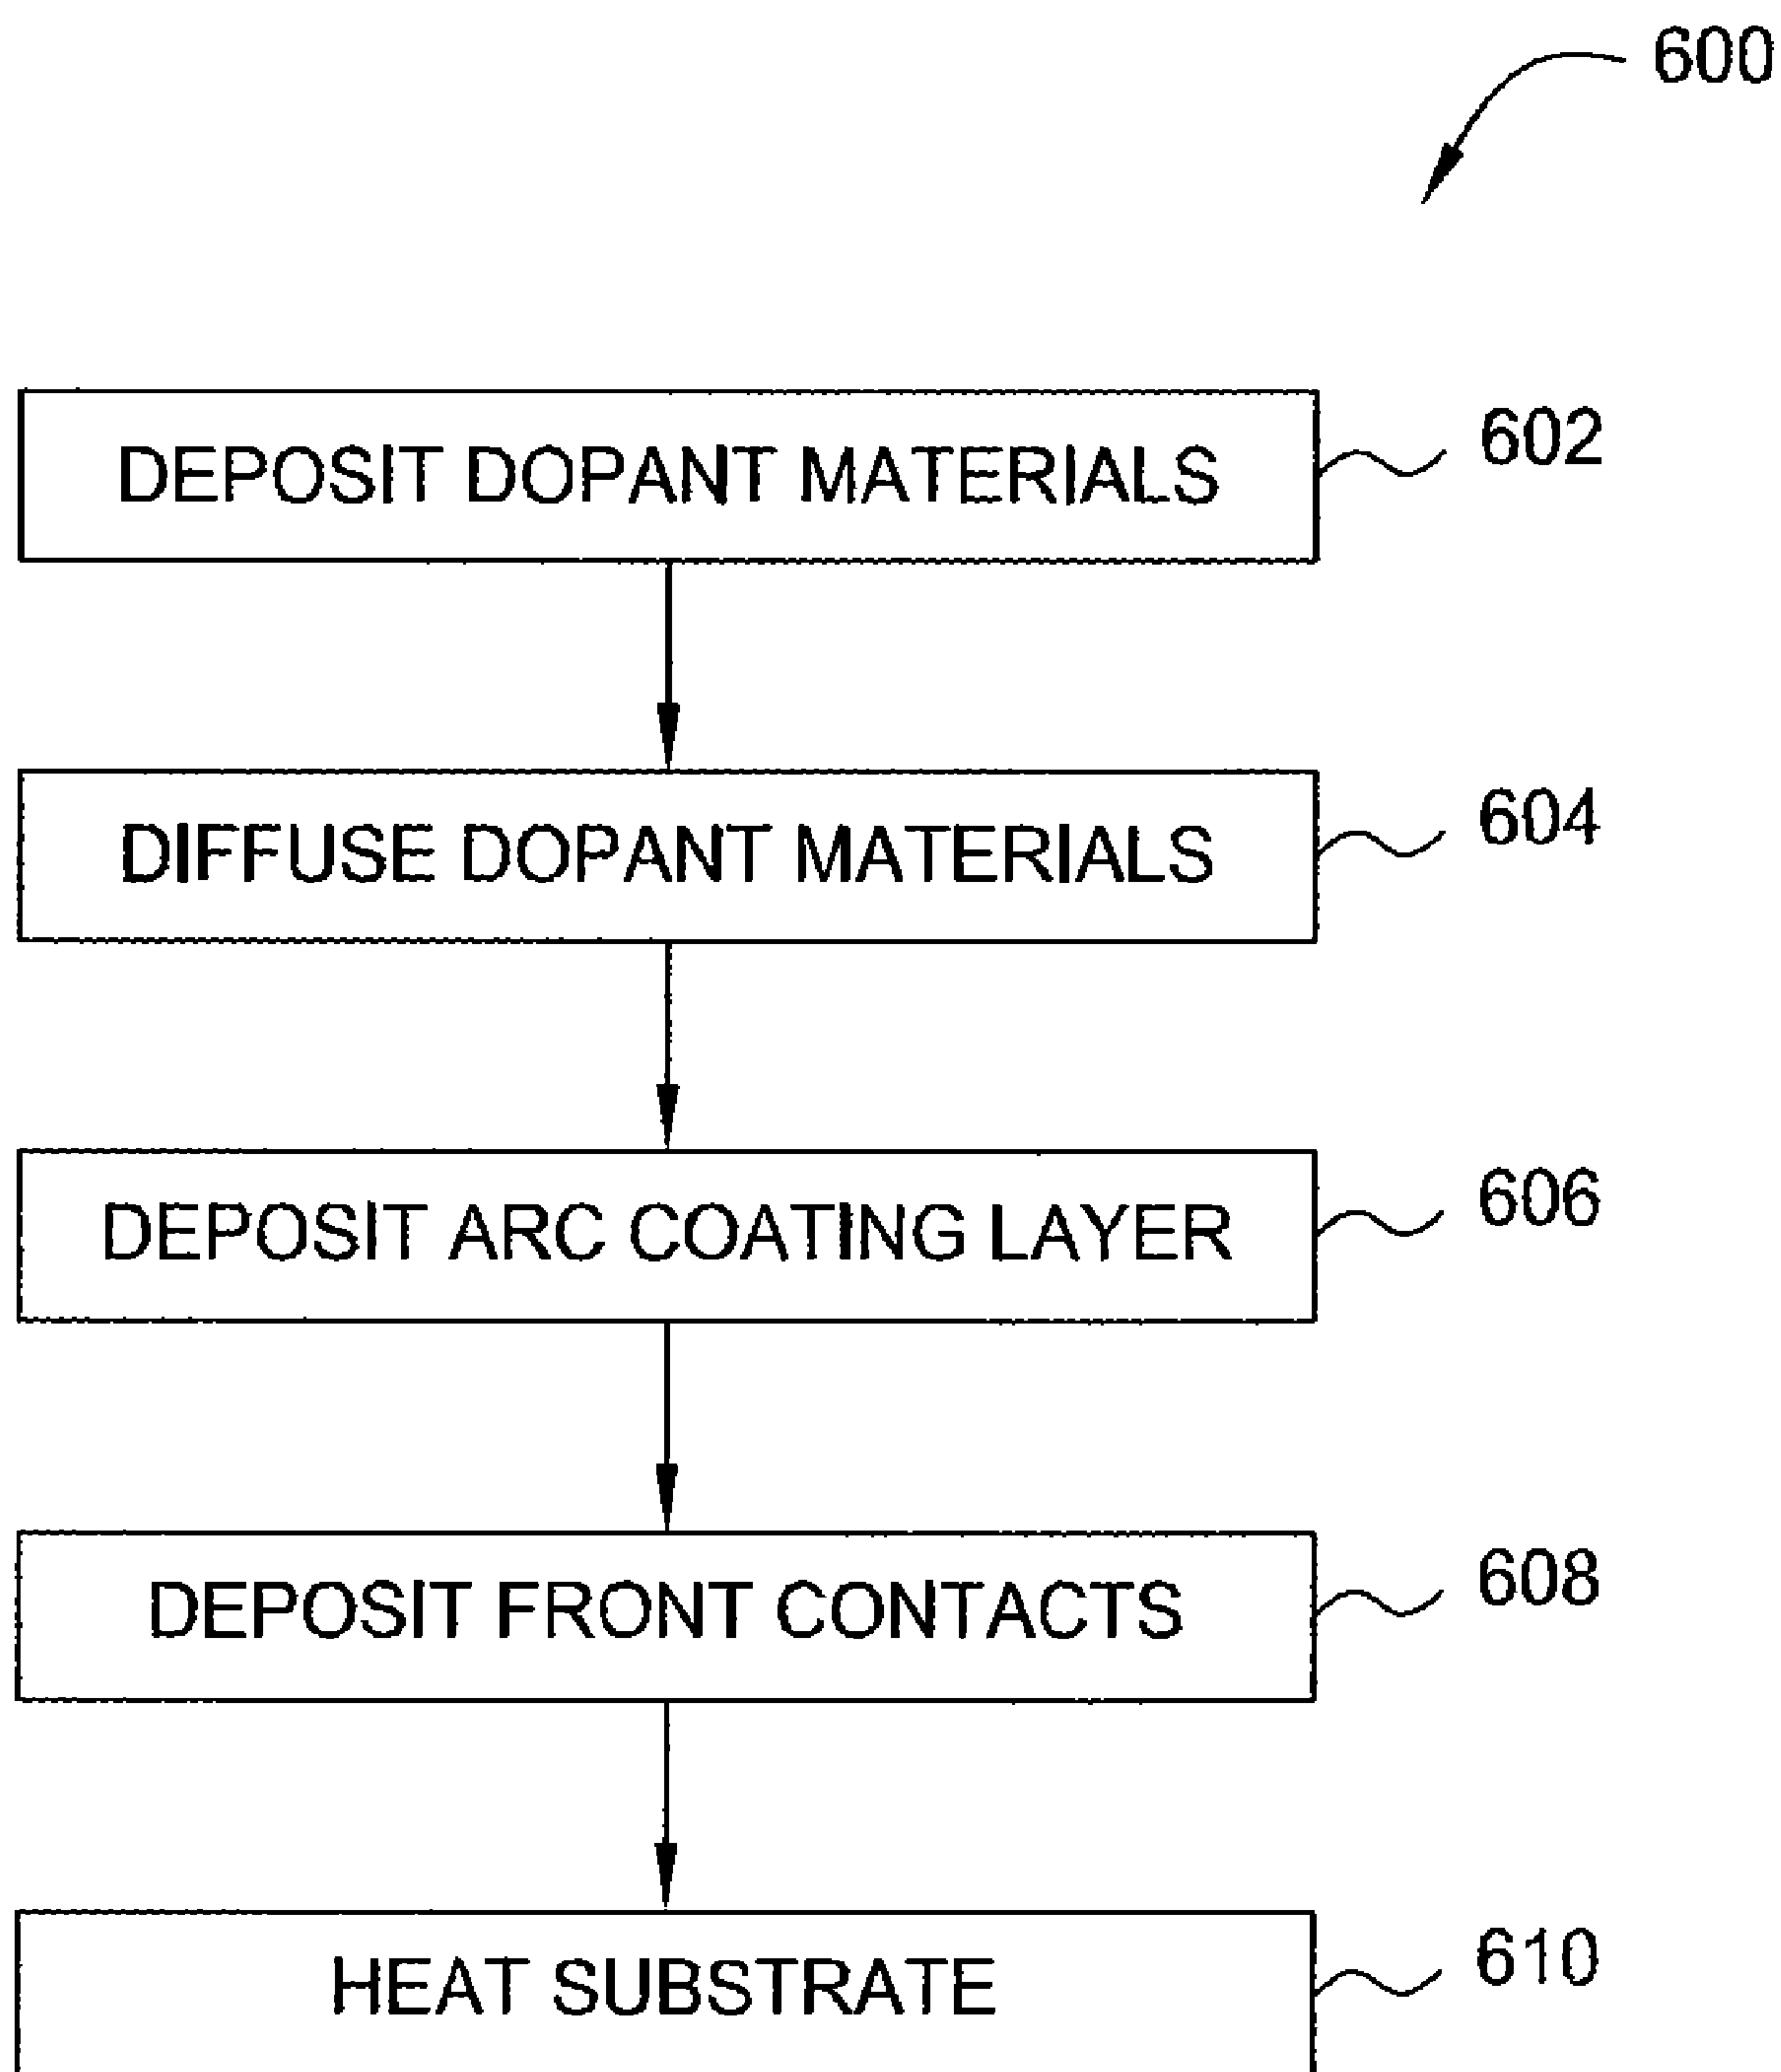 600
DEPOSIT DOPANT MATERIALS
602
DIFFUSE DOPANT MATERIALS
604
DEPOSIT ARC COATING LAYER
606
DEPOSIT FRONT CONTACTS
608
HEAT SUBSTRATE
610